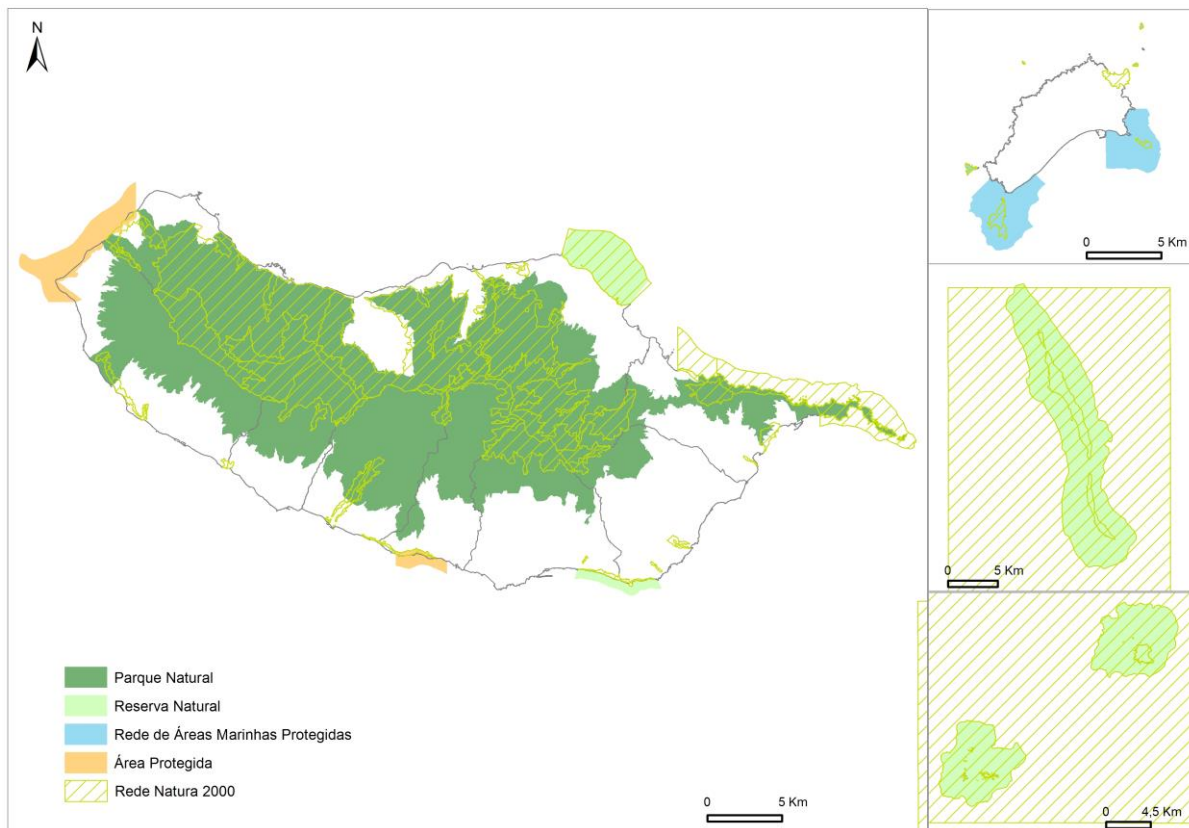 N
0 5 Km
0 5 Km
Parque Natural
Reserva Natural
Rede de Áreas Marinhas Protegidas
Área Protegida
Rede Natura 2000
0 5 Km
0 4,5 Km